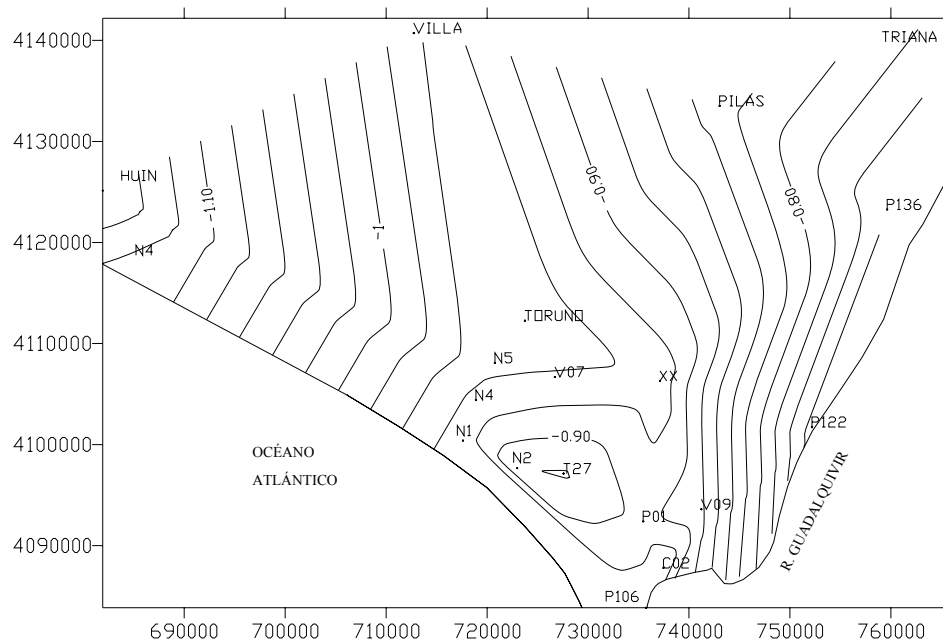 4140000
VILLA
TRIANA
PILAS
4130000
HUIN
-1.10
-0.90
-0.80
P136
4120000
N4
-1
TORUNO
4110000
N5
V07
XX
N4
P122
4100000
N1
-0.90
OCÉANO
N2
T27
ATLÁNTICO
P01
V09
R. GUADALQUIVIR
4090000
C02
P106
690000
700000
710000
720000
730000
740000
750000
760000